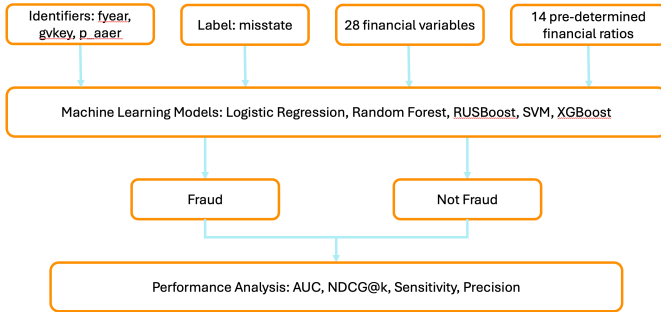 Identifiers: fyear,
gvkey, p_aaer
Label: misstate
28 financial variables
14 pre-determined
financial ratios
Machine Learning Models: Logistic Regression, Random Forest, RUSBoost, SVM, XGBoost
Fraud
Not Fraud
Performance Analysis: AUC, NDCG@k, Sensitivity, Precision